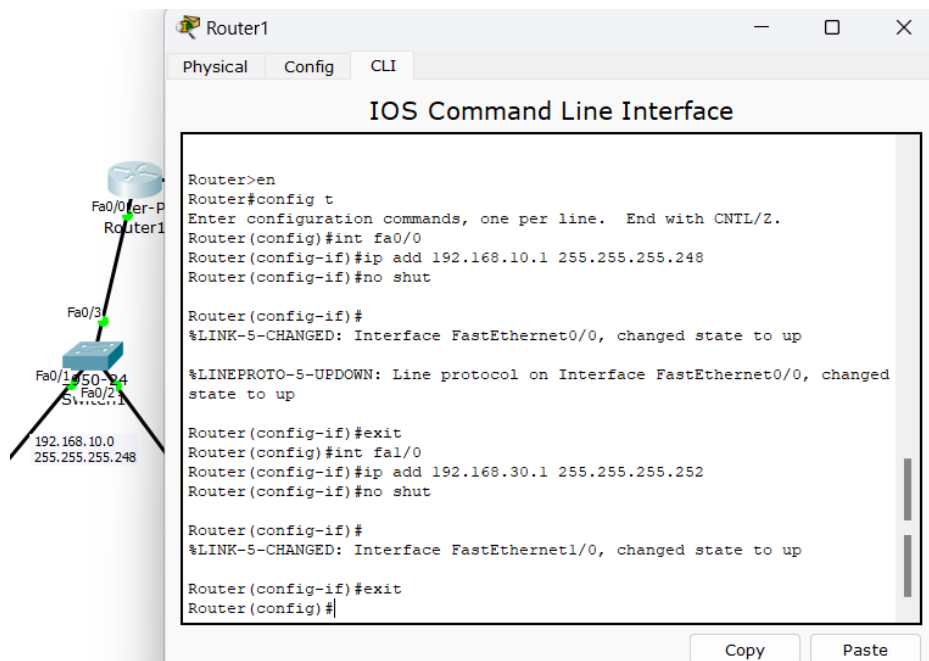 Router1
Physical Config CLI
IOS Command Line Interface
Router>en
Router#config t
Enter configuration commands, one per line.  End with CNTL/Z.
Router(config)#int fa0/0
Router(config-if)#ip add 192.168.10.1 255.255.255.248
Router(config-if)#no shut
Router(config-if)#
%LINK-5-CHANGED: Interface FastEthernet0/0, changed state to up
%LINEPROTO-5-UPDOWN: Line protocol on Interface FastEthernet0/0, changed
state to up
Router(config-if)#exit
Router(config)#int fa1/0
Router(config-if)#ip add 192.168.30.1 255.255.255.252
Router(config-if)#no shut
Router(config-if)#
%LINK-5-CHANGED: Interface FastEthernet1/0, changed state to up
Router(config-if)#exit
Router(config)#
Copy Paste
Fa0/0
Router1
Fa0/3
Fa0/1
Fa0/2
192.168.10.0
255.255.255.248